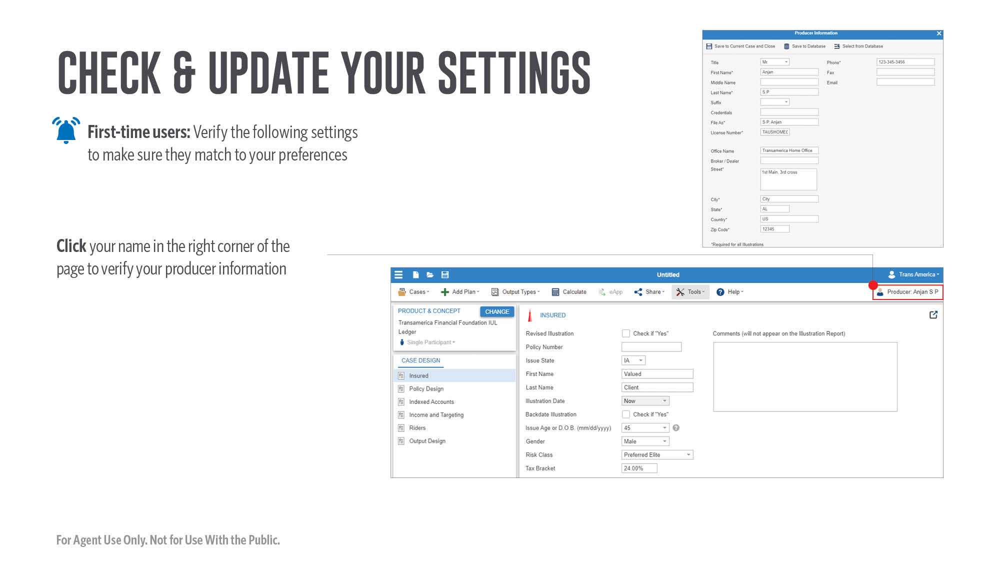 CHECK & UPDATE YOUR SETTINGS
First-time users: Verify the following settings
to make sure they match to your preferences
Click your name in the right corner of the
page to verify your producer information
Producer Information
Save to Current Case and Close Save to Database Select from Database
Title Mr. Phone* 123-345-3456
First Name* Anjan Fax
Middle Name Email
Last Name* S P
Suffix
Credentials
File As* S P, Anjan
License Number* TAUSHOMEO
Office Name Transamerica Home Office
Broker / Dealer
Street* 1st Main, 3rd cross
City* City
State* AL
Country* US
Zip Code* 12345
*Required for all Illustrations
Untitled Trans America
Cases Add Plan Output Types Calculate eApp Share Tools Help Producer: Anjan S P
PRODUCT & CONCEPT CHANGE
Transamerica Financial Foundation IUL
Ledger
Single Participant
CASE DESIGN
Insured
Policy Design
Indexed Accounts
Income and Targeting
Riders
Output Design
INSURED
Revised Illustration Check if "Yes" Comments (will not appear on the Illustration Report)
Policy Number
Issue State IA
First Name Valued
Last Name Client
Illustration Date Now
Backdate Illustration Check if "Yes"
Issue Age or D.O.B. (mm/dd/yyyy) 45
Gender Male
Risk Class Preferred Elite
Tax Bracket 24.00%
For Agent Use Only. Not for Use With the Public.